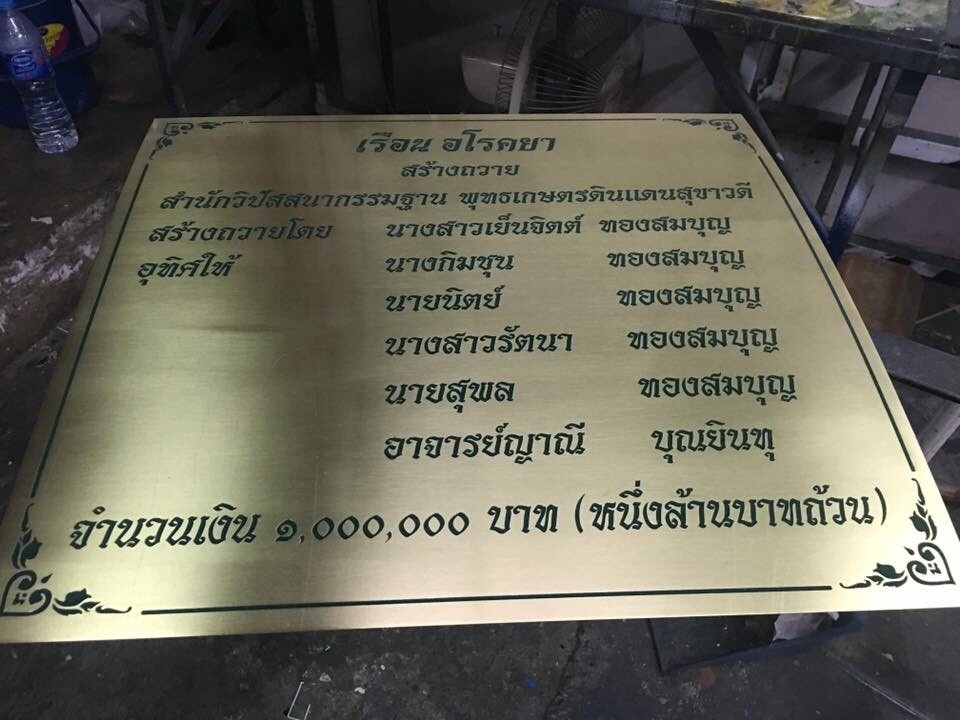 เรือน อโรคยา
สร้างถวาย
สำนักวิปัสสนากรรมฐาน พุทธเกษตรดินแดนสุขาวดี
สร้างถวายโดย นางสาวเย็นจิตต์ ทองสมบุญ
อุทิศให้ นางกิมชุน ทองสมบุญ
นายนิตย์ ทองสมบุญ
นางสาวรัตนา ทองสมบุญ
นายสุพล ทองสมบุญ
อาจารย์ญาณี บุณยินทุ
จำนวนเงิน ๑,๐๐๐,๐๐๐ บาท (หนึ่งล้านบาทถ้วน)